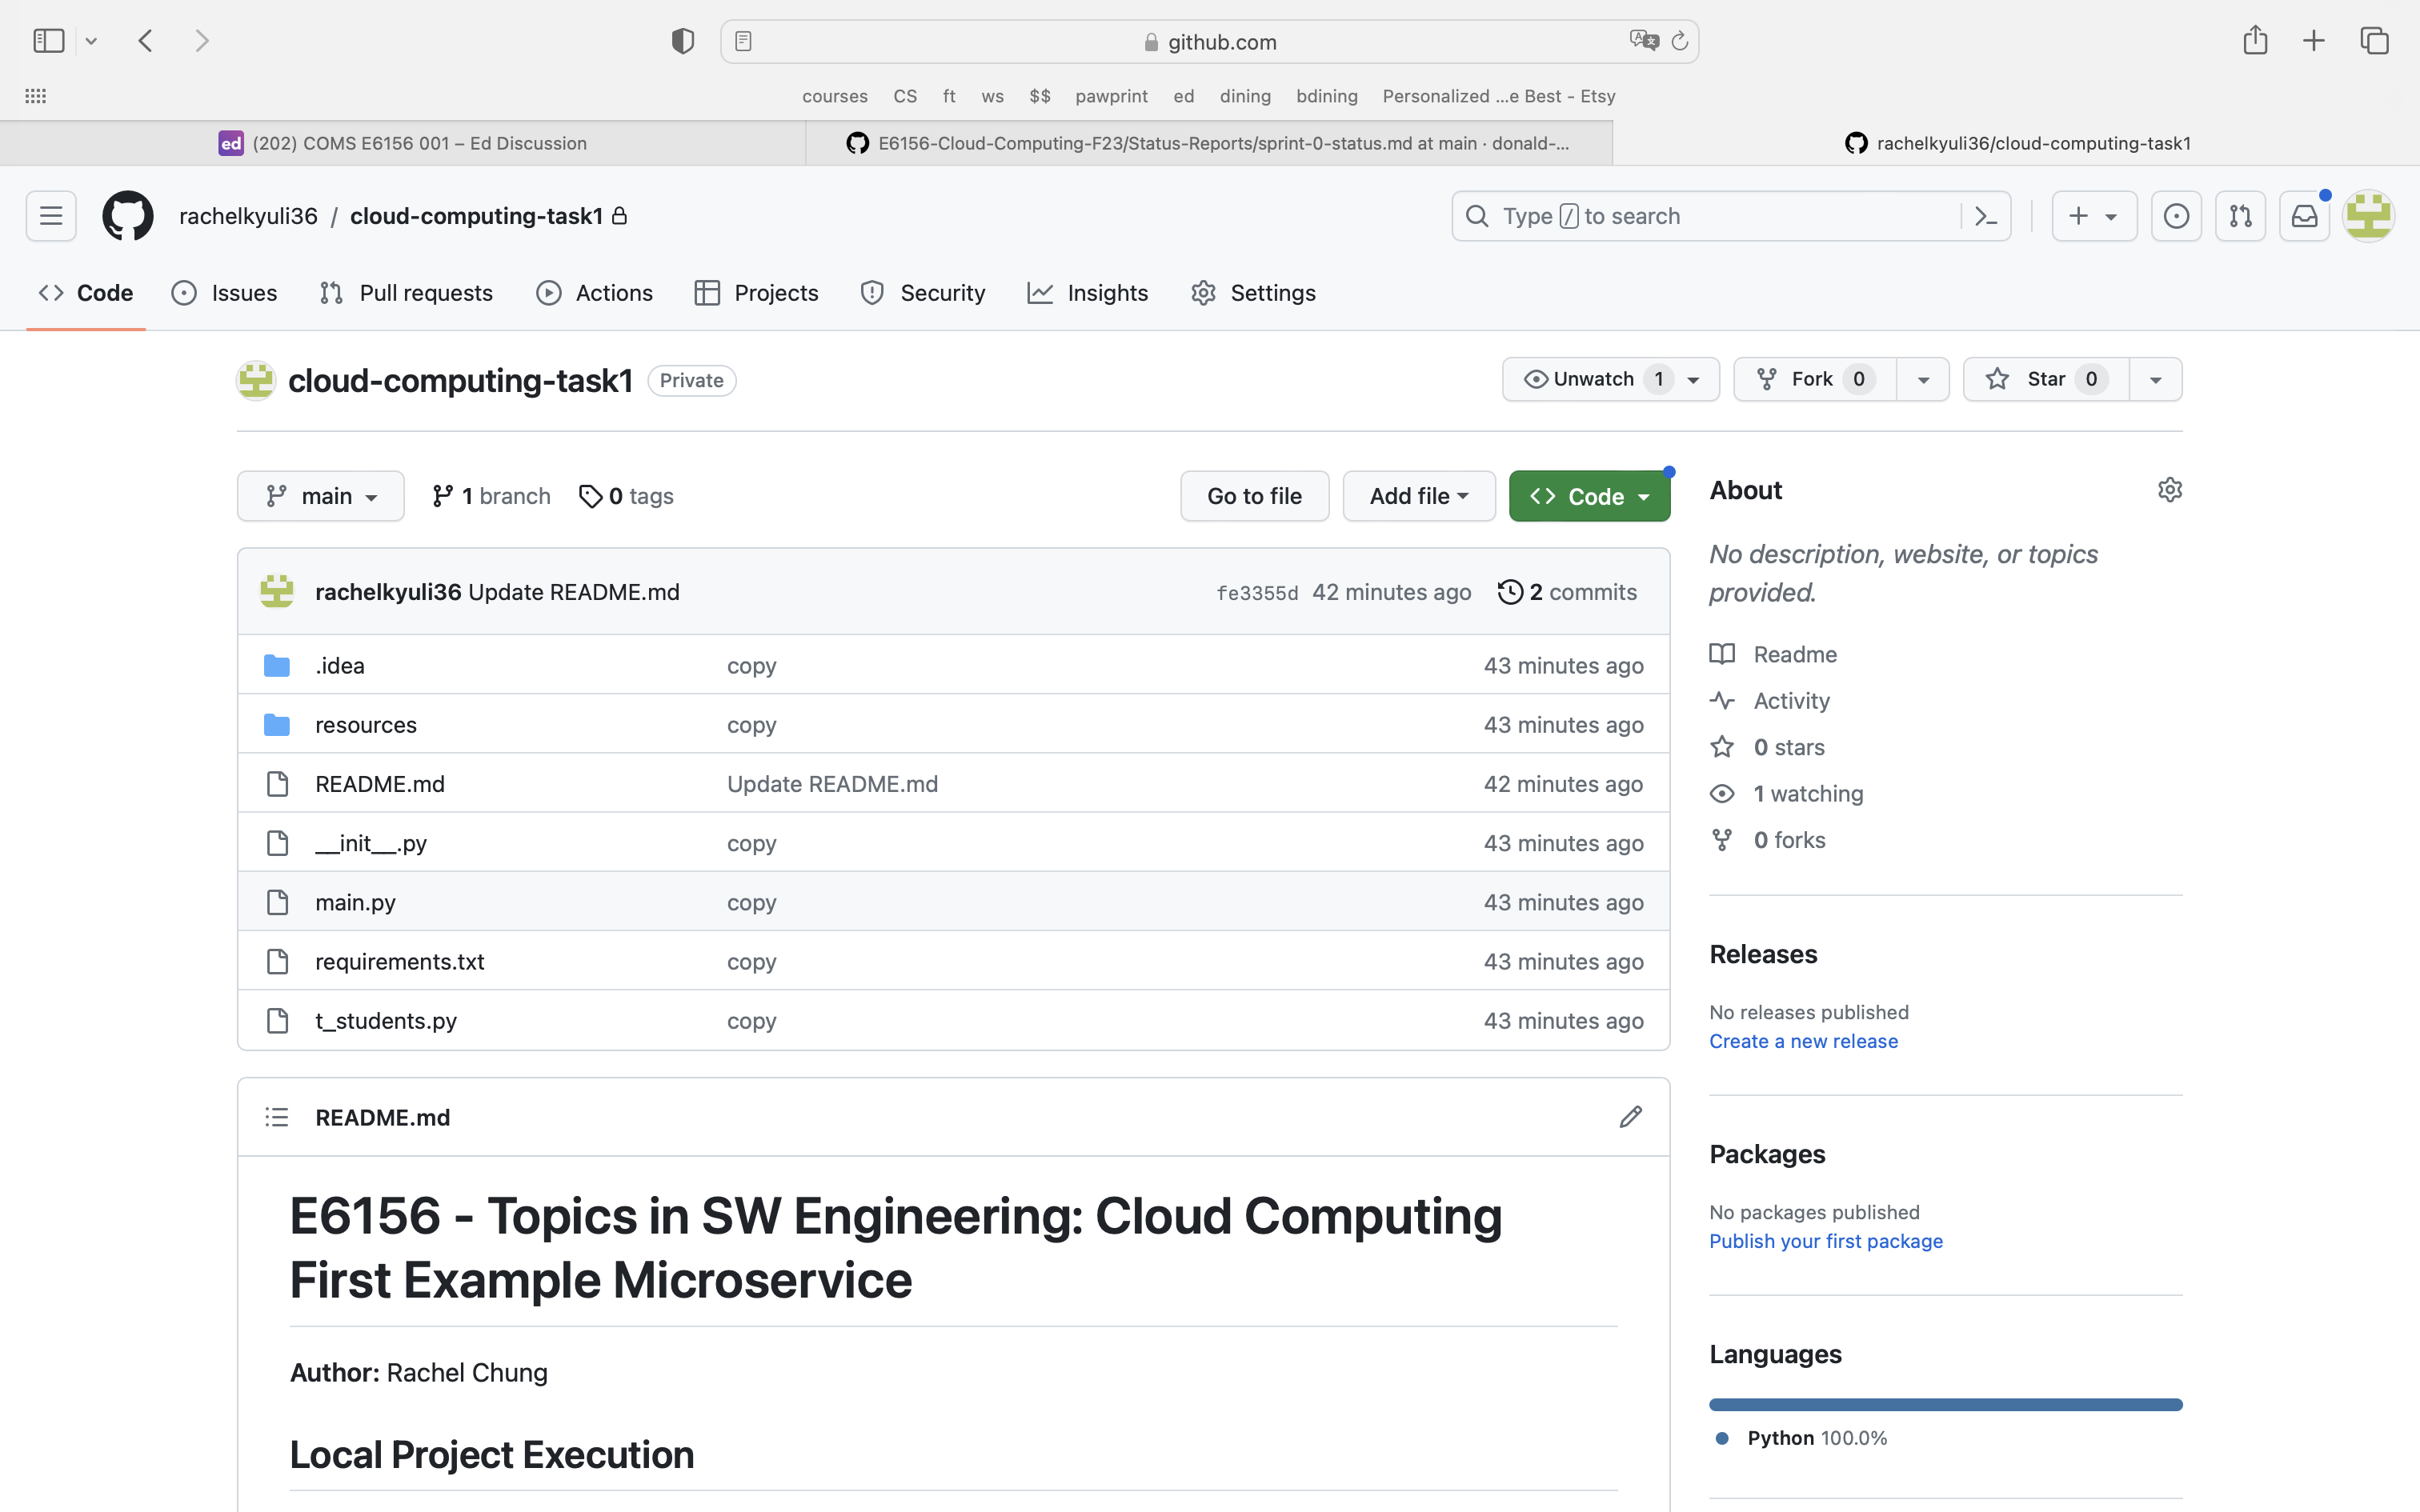 github.com
courses CS ft ws $$ pawprint ed dining bdining Personalized ...e Best - Etsy
ed (202) COMS E6156 001 – Ed Discussion
E6156-Cloud-Computing-F23/Status-Reports/sprint-0-status.md at main · donald-...
rachelkyuli36/cloud-computing-task1
rachelkyuli36 / cloud-computing-task1
Type / to search
Code Issues Pull requests Actions Projects Security Insights Settings
cloud-computing-task1 Private
Unwatch 1 Fork 0 Star 0
main 1 branch 0 tags
Go to file Add file Code
rachelkyuli36 Update README.md fe3355d 42 minutes ago 2 commits
.idea copy 43 minutes ago
resources copy 43 minutes ago
README.md Update README.md 42 minutes ago
__init__.py copy 43 minutes ago
main.py copy 43 minutes ago
requirements.txt copy 43 minutes ago
t_students.py copy 43 minutes ago
README.md
E6156 - Topics in SW Engineering: Cloud Computing
First Example Microservice
Author: Rachel Chung
Local Project Execution
About
No description, website, or topics
provided.
Readme
Activity
0 stars
1 watching
0 forks
Releases
No releases published
Create a new release
Packages
No packages published
Publish your first package
Languages
Python 100.0%